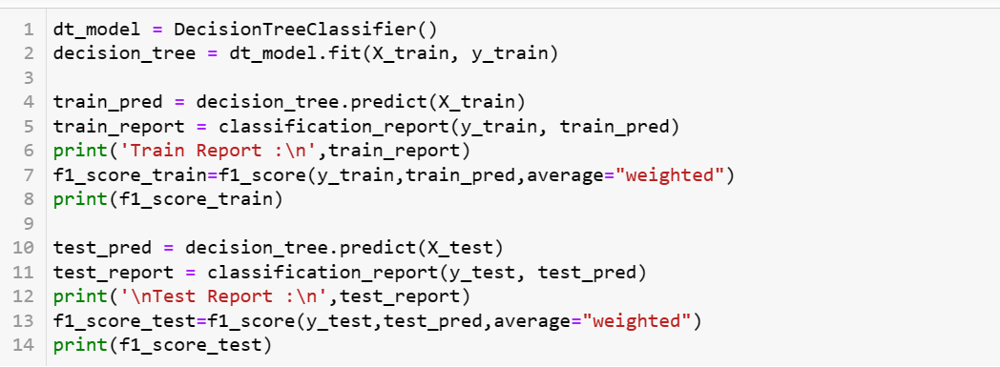 1 dt_model = DecisionTreeClassifier()
2 decision_tree = dt_model.fit(X_train, y_train)
3
4 train_pred = decision_tree.predict(X_train)
5 train_report = classification_report(y_train, train_pred)
6 print('Train Report :\n',train_report)
7 f1_score_train=f1_score(y_train,train_pred,average="weighted")
8 print(f1_score_train)
9
10 test_pred = decision_tree.predict(X_test)
11 test_report = classification_report(y_test, test_pred)
12 print('\nTest Report :\n',test_report)
13 f1_score_test=f1_score(y_test,test_pred,average="weighted")
14 print(f1_score_test)